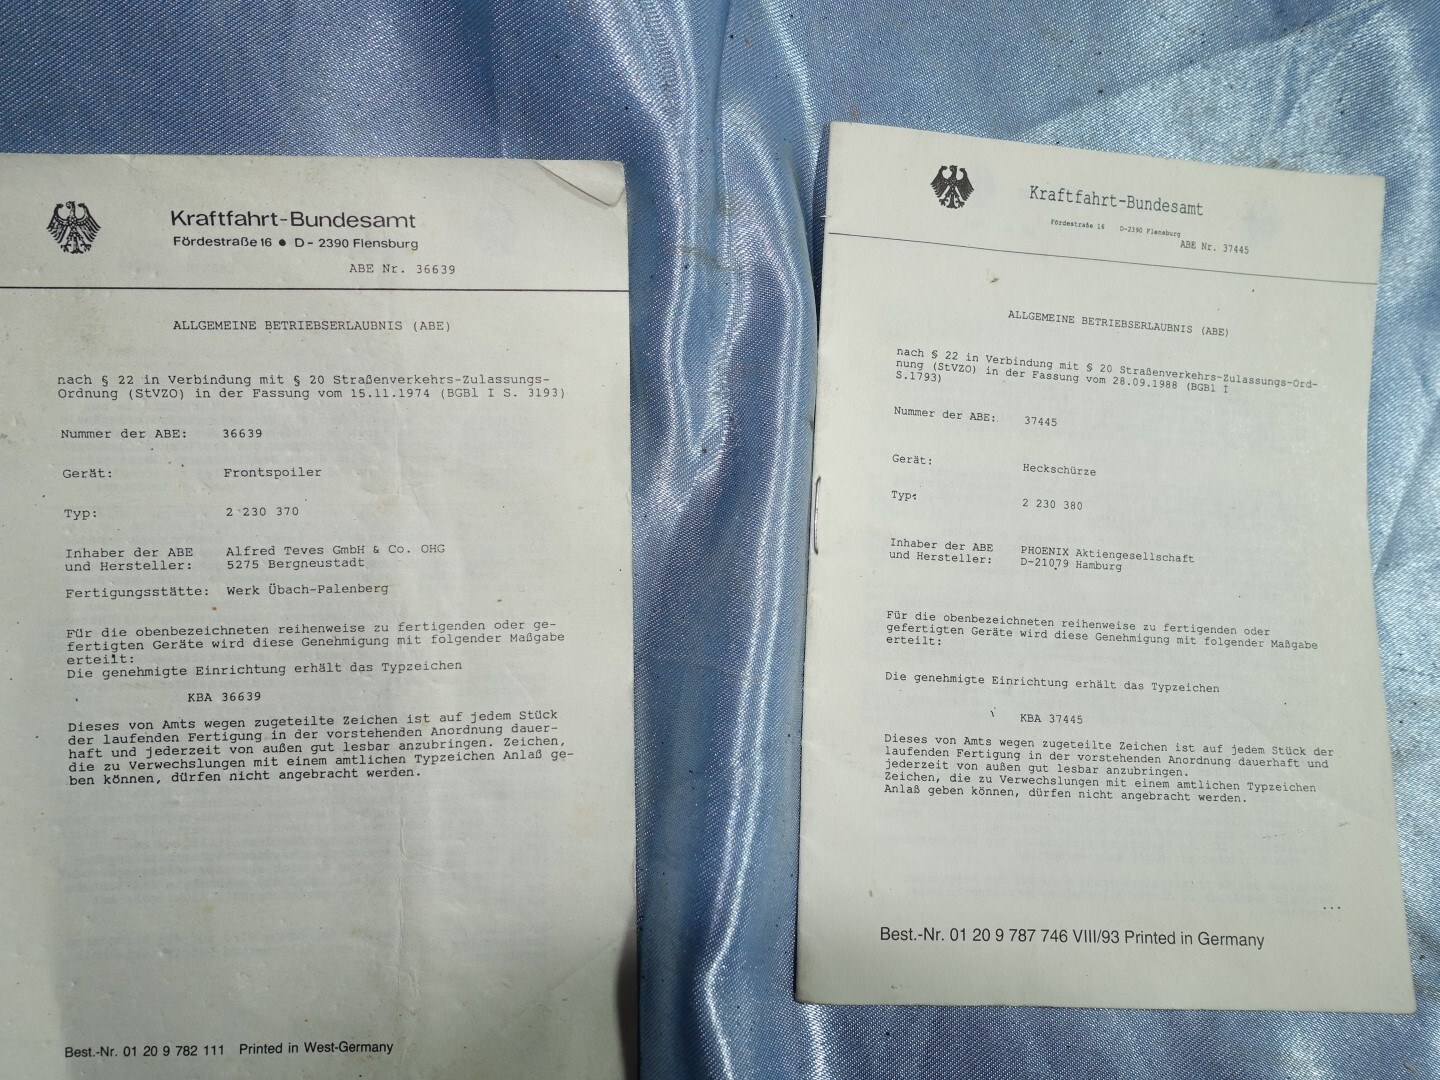 Kraftfahrt-Bundesamt
Fördestraße 16 ● D - 2390 Flensburg
ABE Nr. 36639
ALLGEMEINE BETRIEBSERLAUBNIS (ABE)
nach § 22 in Verbindung mit § 20 Straßenverkehrs-Zulassungs-
Ordnung (StVZO) in der Fassung vom 15.11.1974 (BGBl I S. 3193)
Nummer der ABE: 36639
Gerät: Frontspoiler
Typ: 2 230 370
Inhaber der ABE Alfred Teves GmbH & Co. OHG
und Hersteller: 5275 Bergneustadt
Fertigungsstätte: Werk Übach-Palenberg
Für die obenbezeichneten reihenweise zu fertigenden oder ge-
fertigten Geräte wird diese Genehmigung mit folgender Maßgabe
erteilt:
Die genehmigte Einrichtung erhält das Typzeichen
KBA 36639
Dieses von Amts wegen zugeteilte Zeichen ist auf jedem Stück
der laufenden Fertigung in der vorstehenden Anordnung dauer-
haft und jederzeit von außen gut lesbar anzubringen. Zeichen,
die zu Verwechslungen mit einem amtlichen Typzeichen Anlaß ge-
ben können, dürfen nicht angebracht werden.
Best.-Nr. 01 20 9 782 111 Printed in West-Germany
Kraftfahrt-Bundesamt
Fördestraße 16 D-2390 Flensburg
ABE Nr. 37445
ALLGEMEINE BETRIEBSERLAUBNIS (ABE)
nach § 22 in Verbindung mit § 20 Straßenverkehrs-Zulassungs-Ord-
nung (StVZO) in der Fassung vom 28.09.1988 (BGBl I
S.1793)
Nummer der ABE: 37445
Gerät: Heckschürze
Typ: 2 230 380
Inhaber der ABE PHOENIX Aktiengesellschaft
und Hersteller: D-21079 Hamburg
Für die obenbezeichneten reihenweise zu fertigenden oder
gefertigten Geräte wird diese Genehmigung mit folgender Maßgabe
erteilt:
Die genehmigte Einrichtung erhält das Typzeichen
KBA 37445
Dieses von Amts wegen zugeteilte Zeichen ist auf jedem Stück der
laufenden Fertigung in der vorstehenden Anordnung dauerhaft und
jederzeit von außen gut lesbar anzubringen.
Zeichen, die zu Verwechslungen mit einem amtlichen Typzeichen
Anlaß geben können, dürfen nicht angebracht werden.
...
Best.-Nr. 01 20 9 787 746 VIII/93 Printed in Germany